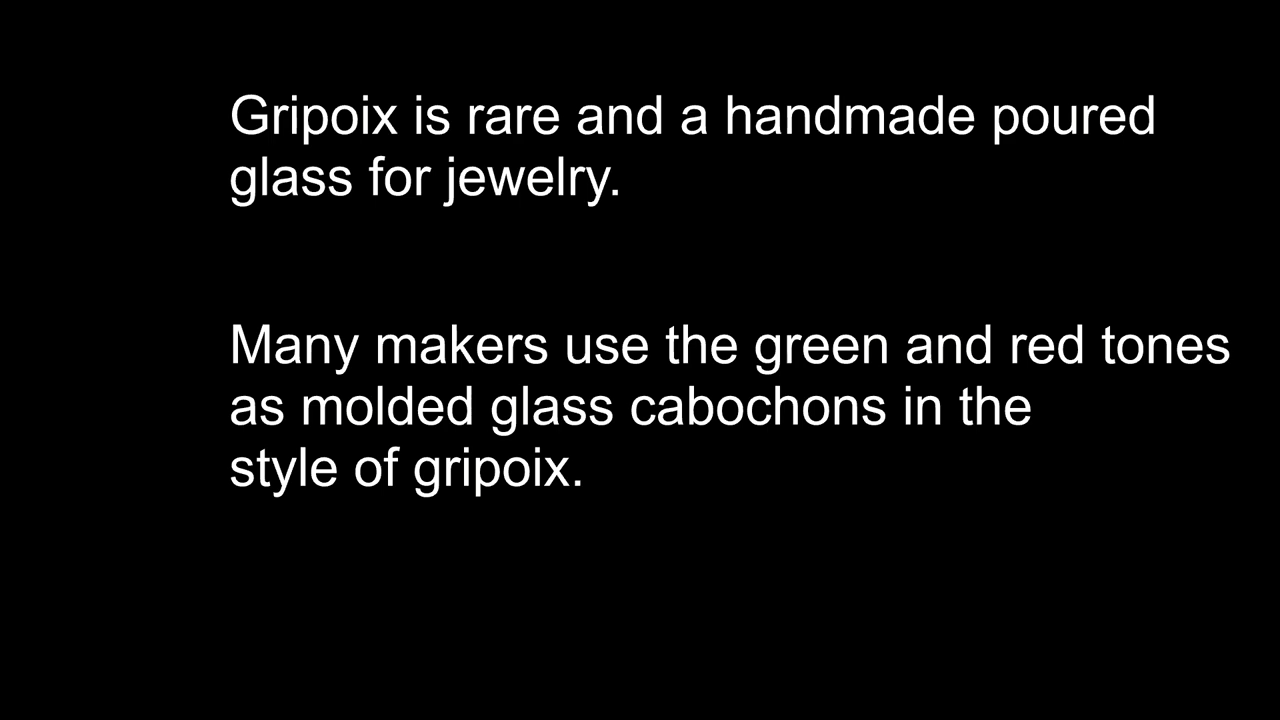 Gripoix is rare and a handmade poured
glass for jewelry.
Many makers use the green and red tones
as molded glass cabochons in the
style of gripoix.